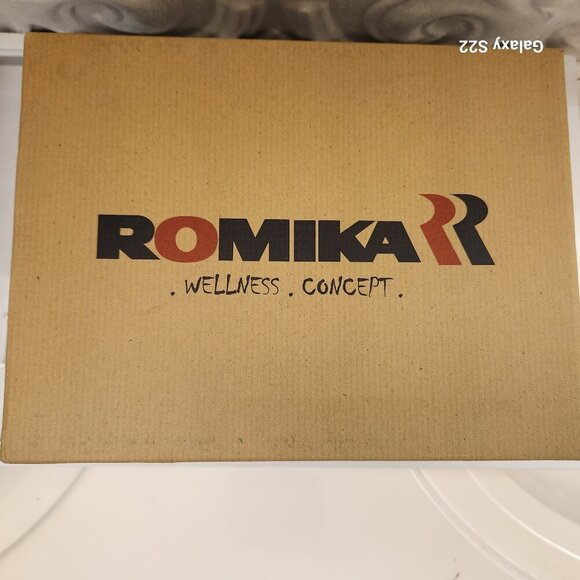 Galaxy S22
ROMIKA
. WELLNESS . CONCEPT .